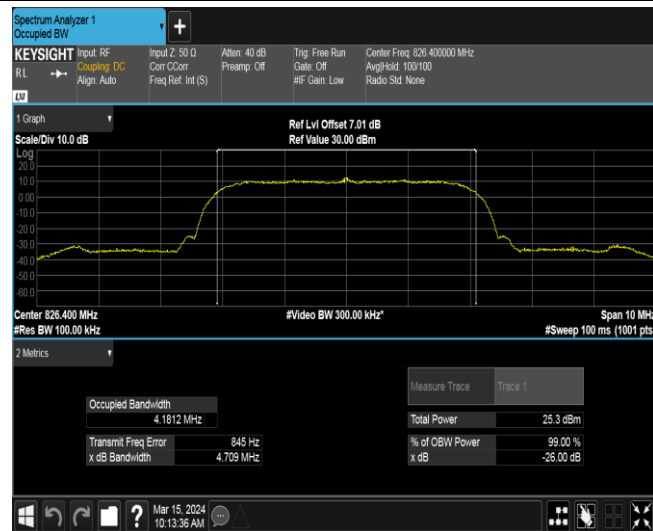 Spectrum Analyzer 1
Occupied BW
+
KEYSIGHT Input: RF Input Z: 50 Ω Atten: 40 dB Trig: Free Run Center Freq: 826.400000 MHz
RL Coupling: DC Corr CCorr Preamp: Off Gate: Off Avg|Hold: 100/100
Align: Auto Freq Ref: Int (S) #IF Gain: Low Radio Std: None
LXI
1 Graph
Ref Lvl Offset 7.01 dB
Scale/Div 10.0 dB Ref Value 30.00 dBm
Log
20.0
10.0
0.00
-10.0
-20.0
-30.0
-40.0
-50.0
-60.0
Center 826.400 MHz #Video BW 300.00 kHz* Span 10 MHz
#Res BW 100.00 kHz #Sweep 100 ms (1001 pts
2 Metrics
Measure Trace Trace 1
Occupied Bandwidth
4.1812 MHz Total Power 25.3 dBm
Transmit Freq Error 845 Hz % of OBW Power 99.00 %
x dB Bandwidth 4.709 MHz x dB -26.00 dB
? Mar 15, 2024
10:13:36 AM